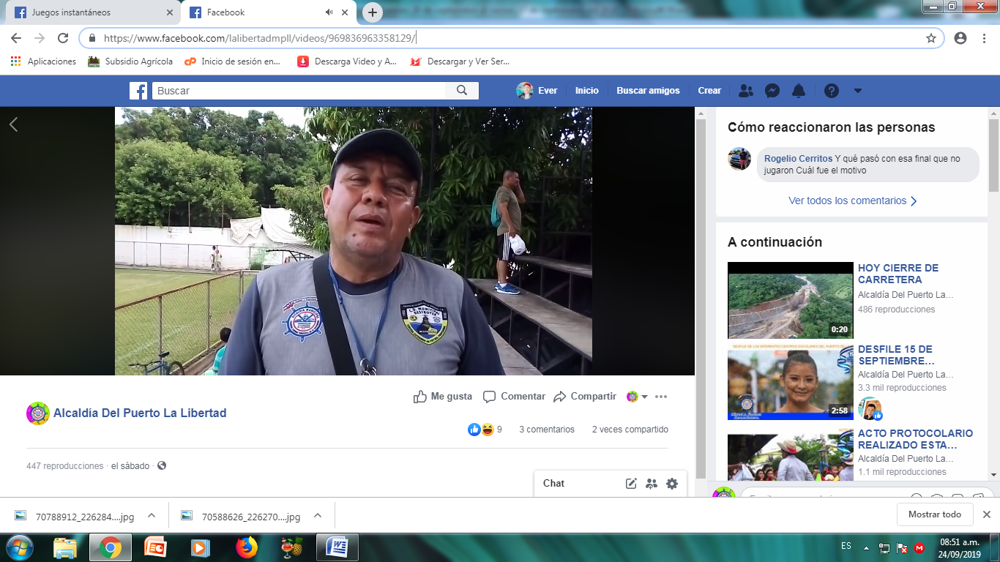 Juegos instantáneos
Facebook
https://www.facebook.com/lalibertadmpll/videos/969836963358129/
Aplicaciones
Subsidio Agrícola
Inicio de sesión en...
Descarga Video y A...
Descargar y Ver Ser...
Buscar
Ever
Inicio
Buscar amigos
Crear
C.D. MUNICIPAL
DESTROYER
Cómo reaccionaron las personas
Rogelio Cerritos Y qué pasó con esa final que no
jugaron Cuál fue el motivo
Ver todos los comentarios
A continuación
HOY CIERRE DE
CARRETERA
Alcaldía Del Puerto La...
486 reproducciones
0:20
DESFILE 15 DE
SEPTIEMBRE...
Alcaldía Del Puerto La...
3.3 mil reproducciones
2:58
ACTO PROTOCOLARIO
REALIZADO ESTA...
Alcaldía Del Puerto La...
1.1 mil reproducciones
Me gusta
Comentar
Compartir
Alcaldía Del Puerto La Libertad
9
3 comentarios
2 veces compartido
447 reproducciones · el sábado ·
Chat
70788912_226284....jpg
70588626_226270....jpg
Mostrar todo
ES
08:51 a.m.
24/09/2019